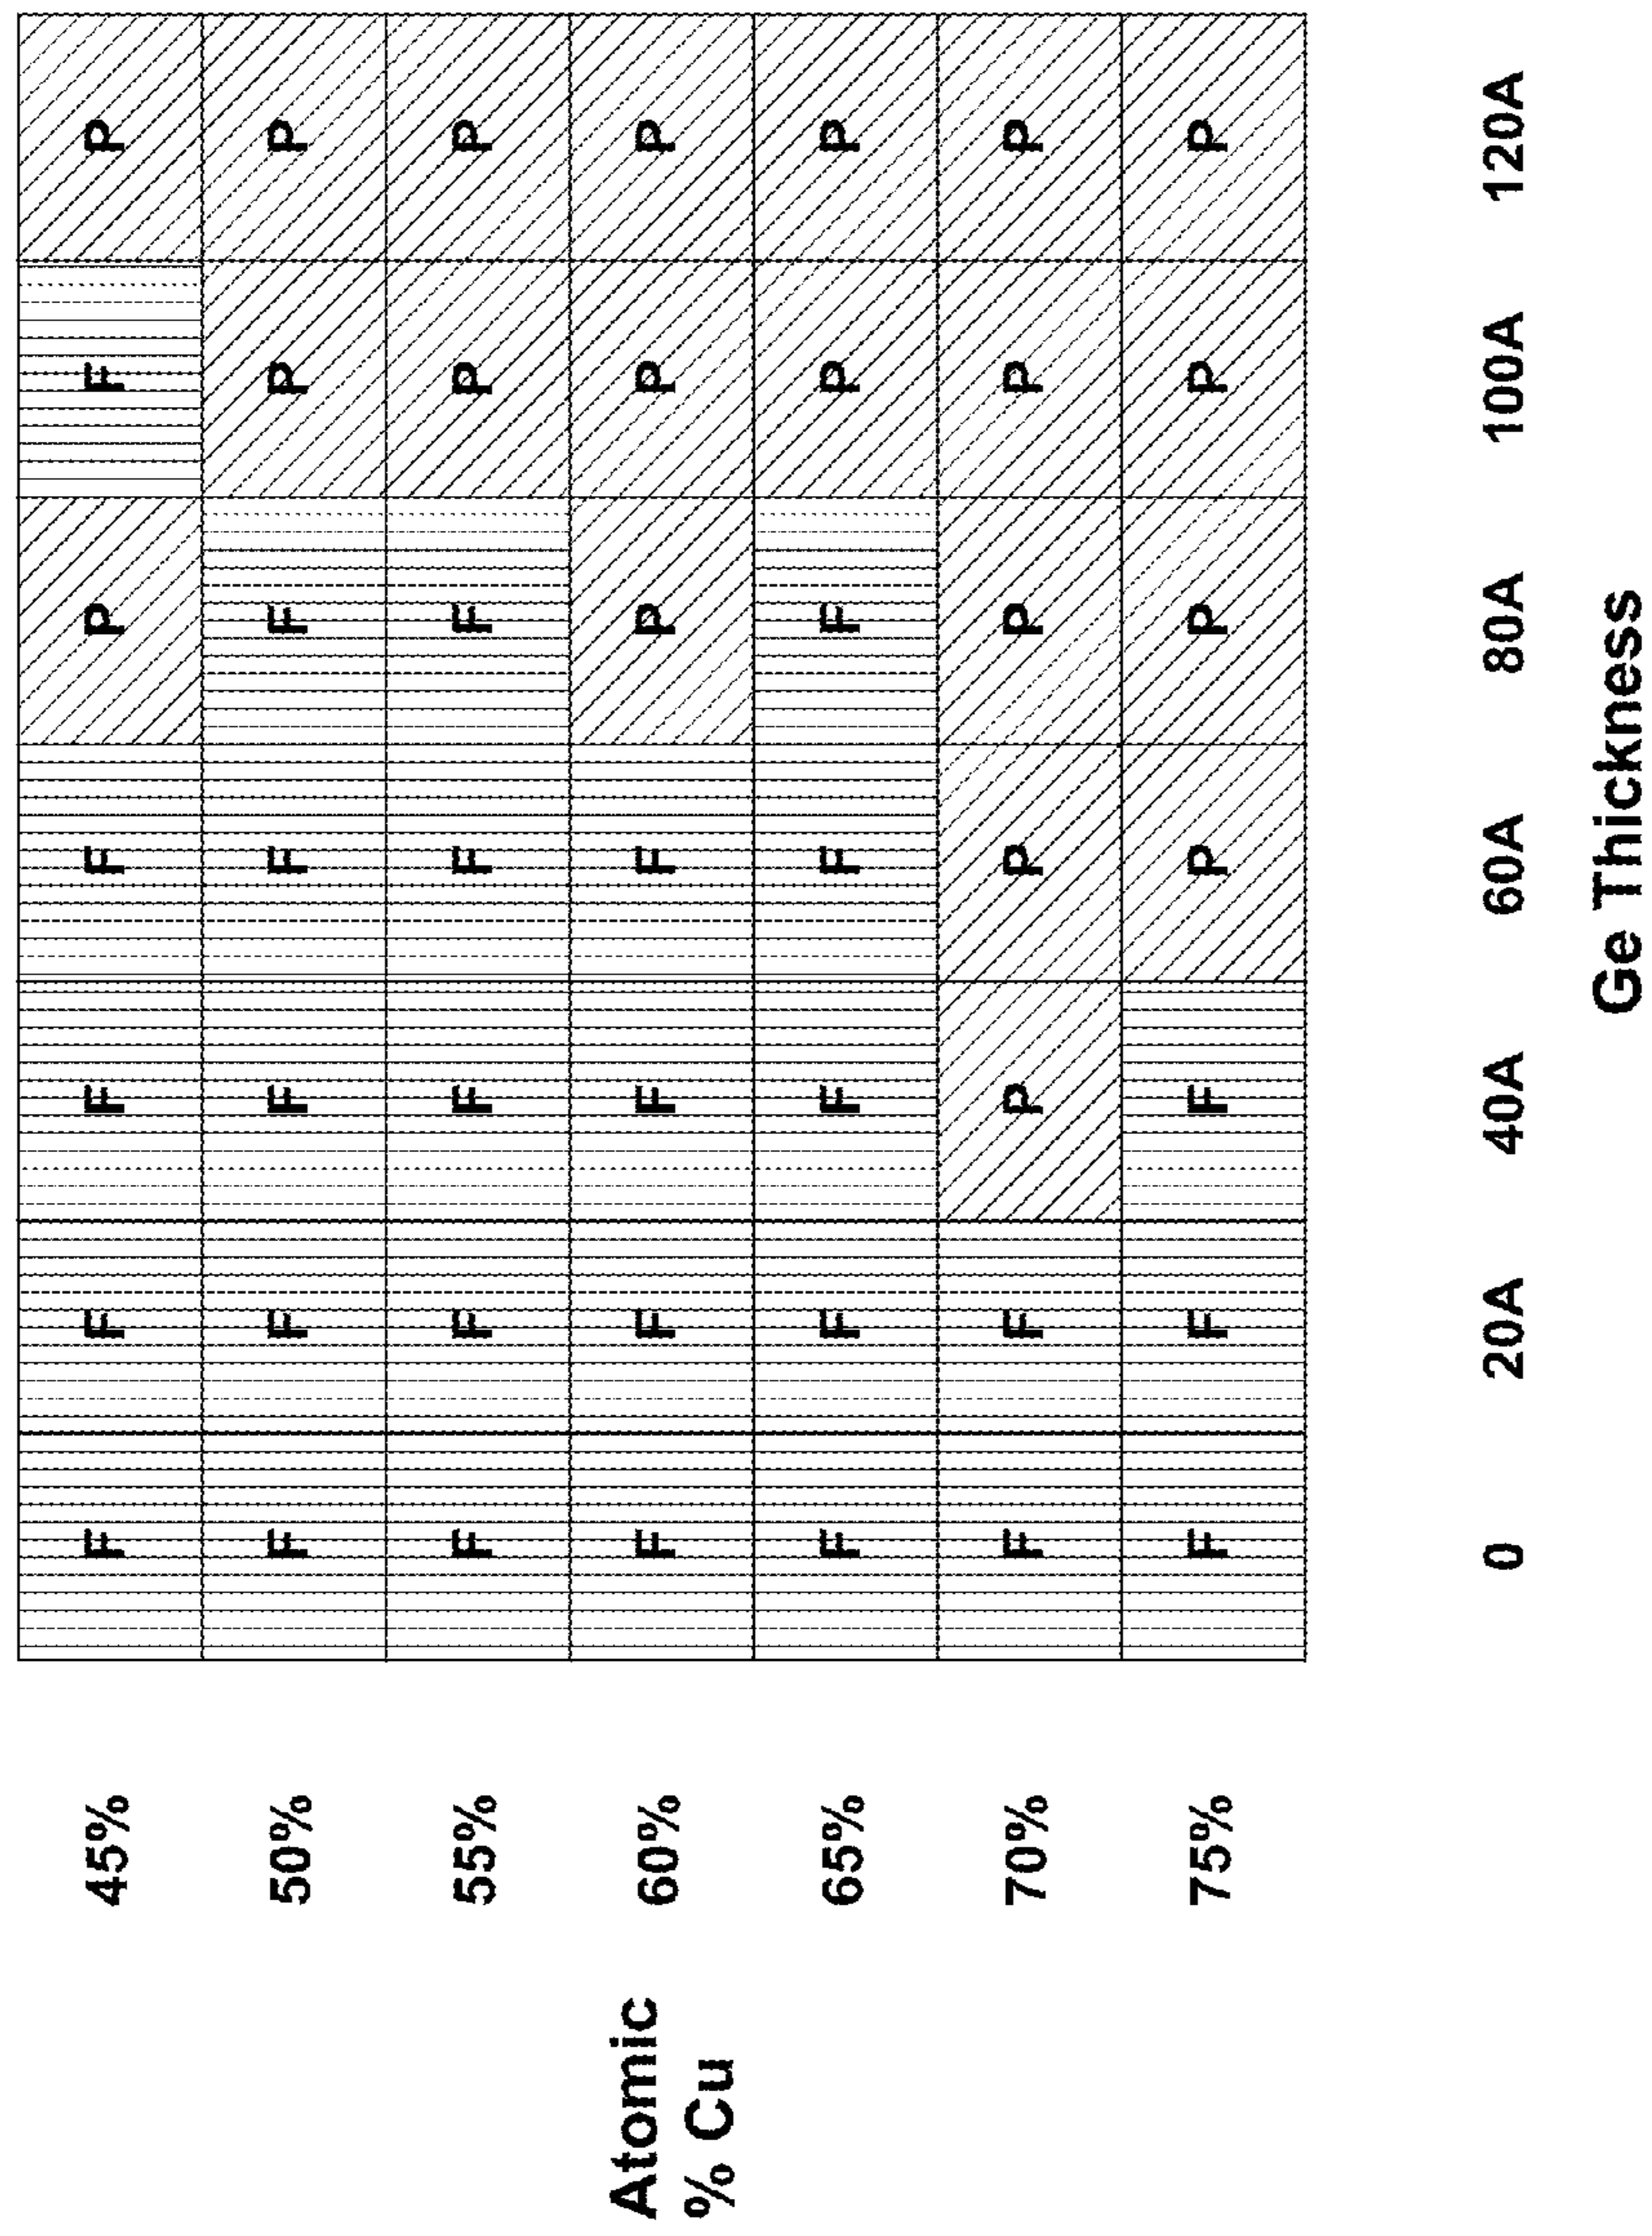 45% F F F F P F P
50% F F F F F P P
55% F F F F F P P
Atomic
% Cu
60% F F F F P P P
65% F F F F F P P
70% F F P P P P P
75% F F F P P P P
0 20A 40A 60A 80A 100A 120A
Ge Thickness